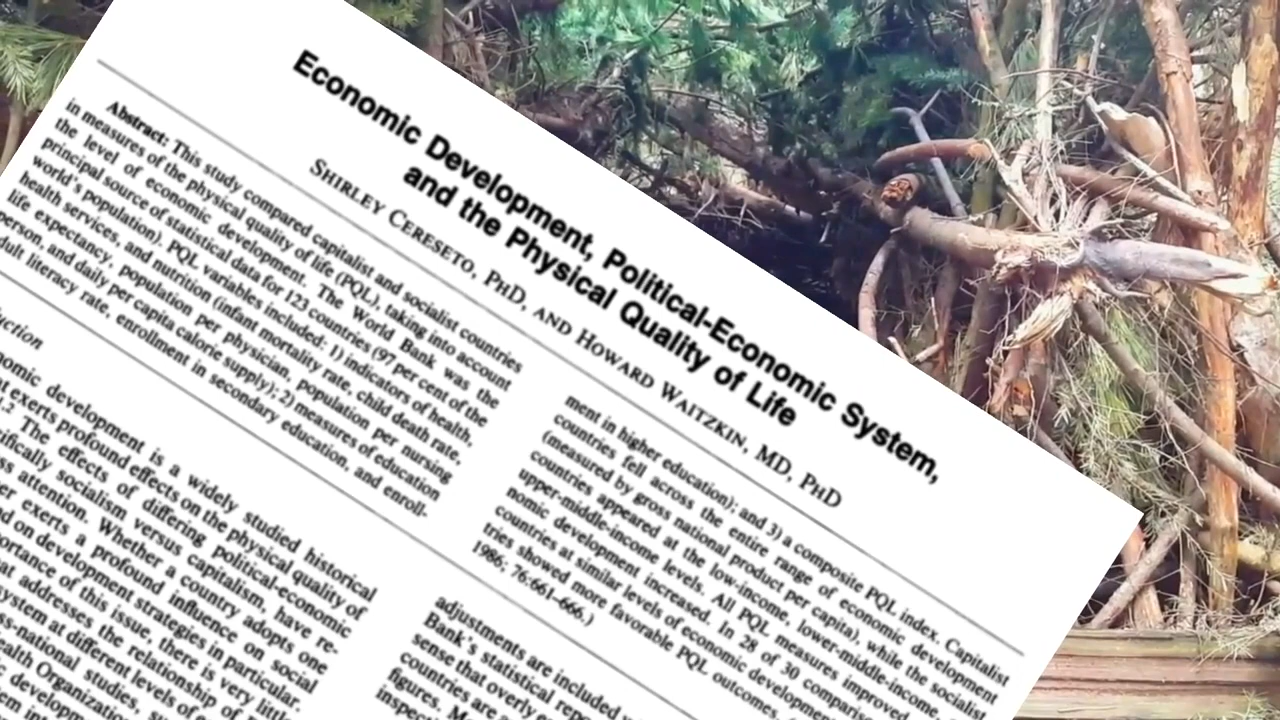 Economic Development, Political-Economic System,
and the Physical Quality of Life
SHIRLEY CERESETO, PHD, AND HOWARD WAITZKIN, MD, PHD
Abstract: This study compared capitalist and socialist countries
in measures of the physical quality of life (PQL), taking into account
the level of economic development. The World Bank was the
principal source of statistical data for 123 countries (97 per cent of the
world's population). PQL variables included: 1) indicators of health,
health services, and nutrition (infant mortality rate, child death rate,
life expectancy, population per physician, population per nursing
person, and daily per capita calorie supply); 2) measures of education
dult literacy rate, enrollment in secondary education, and enroll-
ment in higher education); and 3) a composite PQL index. Capitalist
countries fell across the entire range of economic development
(measured by gross national product per capita), while the socialist
countries appeared at the low-income, lower-middle-income,
upper-middle-income levels. All PQL measures improved
nomic development increased. In 28 of 30 comparis
countries at similar levels of economic developmen
tries showed more favorable PQL outcomes.
1986; 76:661-666.)
uction
nomic development is a widely studied historical
t exerts profound effects on the physical quality of
The effects of differing political-economic
ifically socialism versus capitalism, have re-
ss attention. Whether a country adopts one
er exerts a profound influence on social
d on development strategies in particular.
portance of this issue, there is very little
at addresses the relationship of
system at different levels of
ss-national studies,
ealth Organization
developm
adjustments are included
Bank's statistical repo
sense that overly
figures. Mo
countries are
inspecti